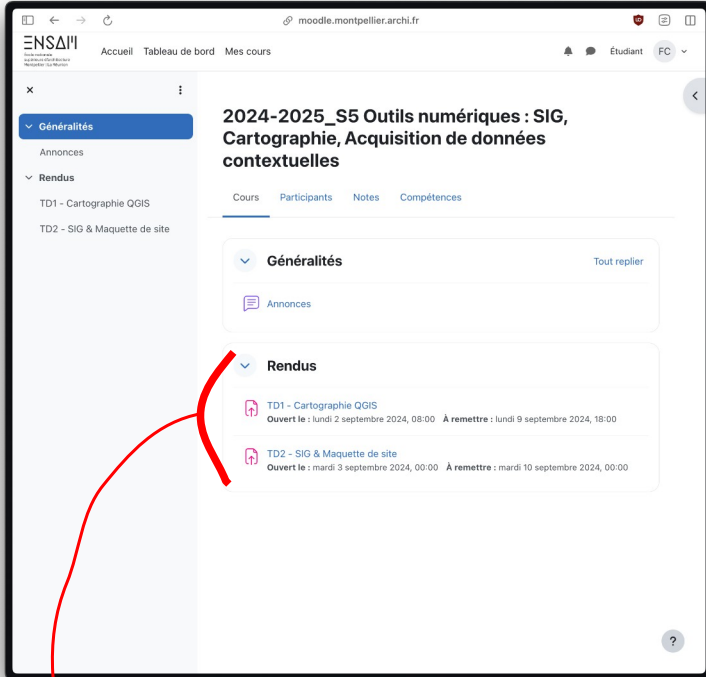 moodle.montpellier.archi.fr
ENSAM
Accueil Tableau de bord Mes cours
Étudiant FC
Généralités
Annonces
Rendus
TD1 - Cartographie QGIS
TD2 - SIG & Maquette de site
2024-2025_S5 Outils numériques : SIG,
Cartographie, Acquisition de données
contextuelles
Cours Participants Notes Compétences
Généralités Tout replier
Annonces
Rendus
TD1 - Cartographie QGIS
Ouvert le : lundi 2 septembre 2024, 08:00 À remettre : lundi 9 septembre 2024, 18:00
TD2 - SIG & Maquette de site
Ouvert le : mardi 3 septembre 2024, 00:00 À remettre : mardi 10 septembre 2024, 00:00
?